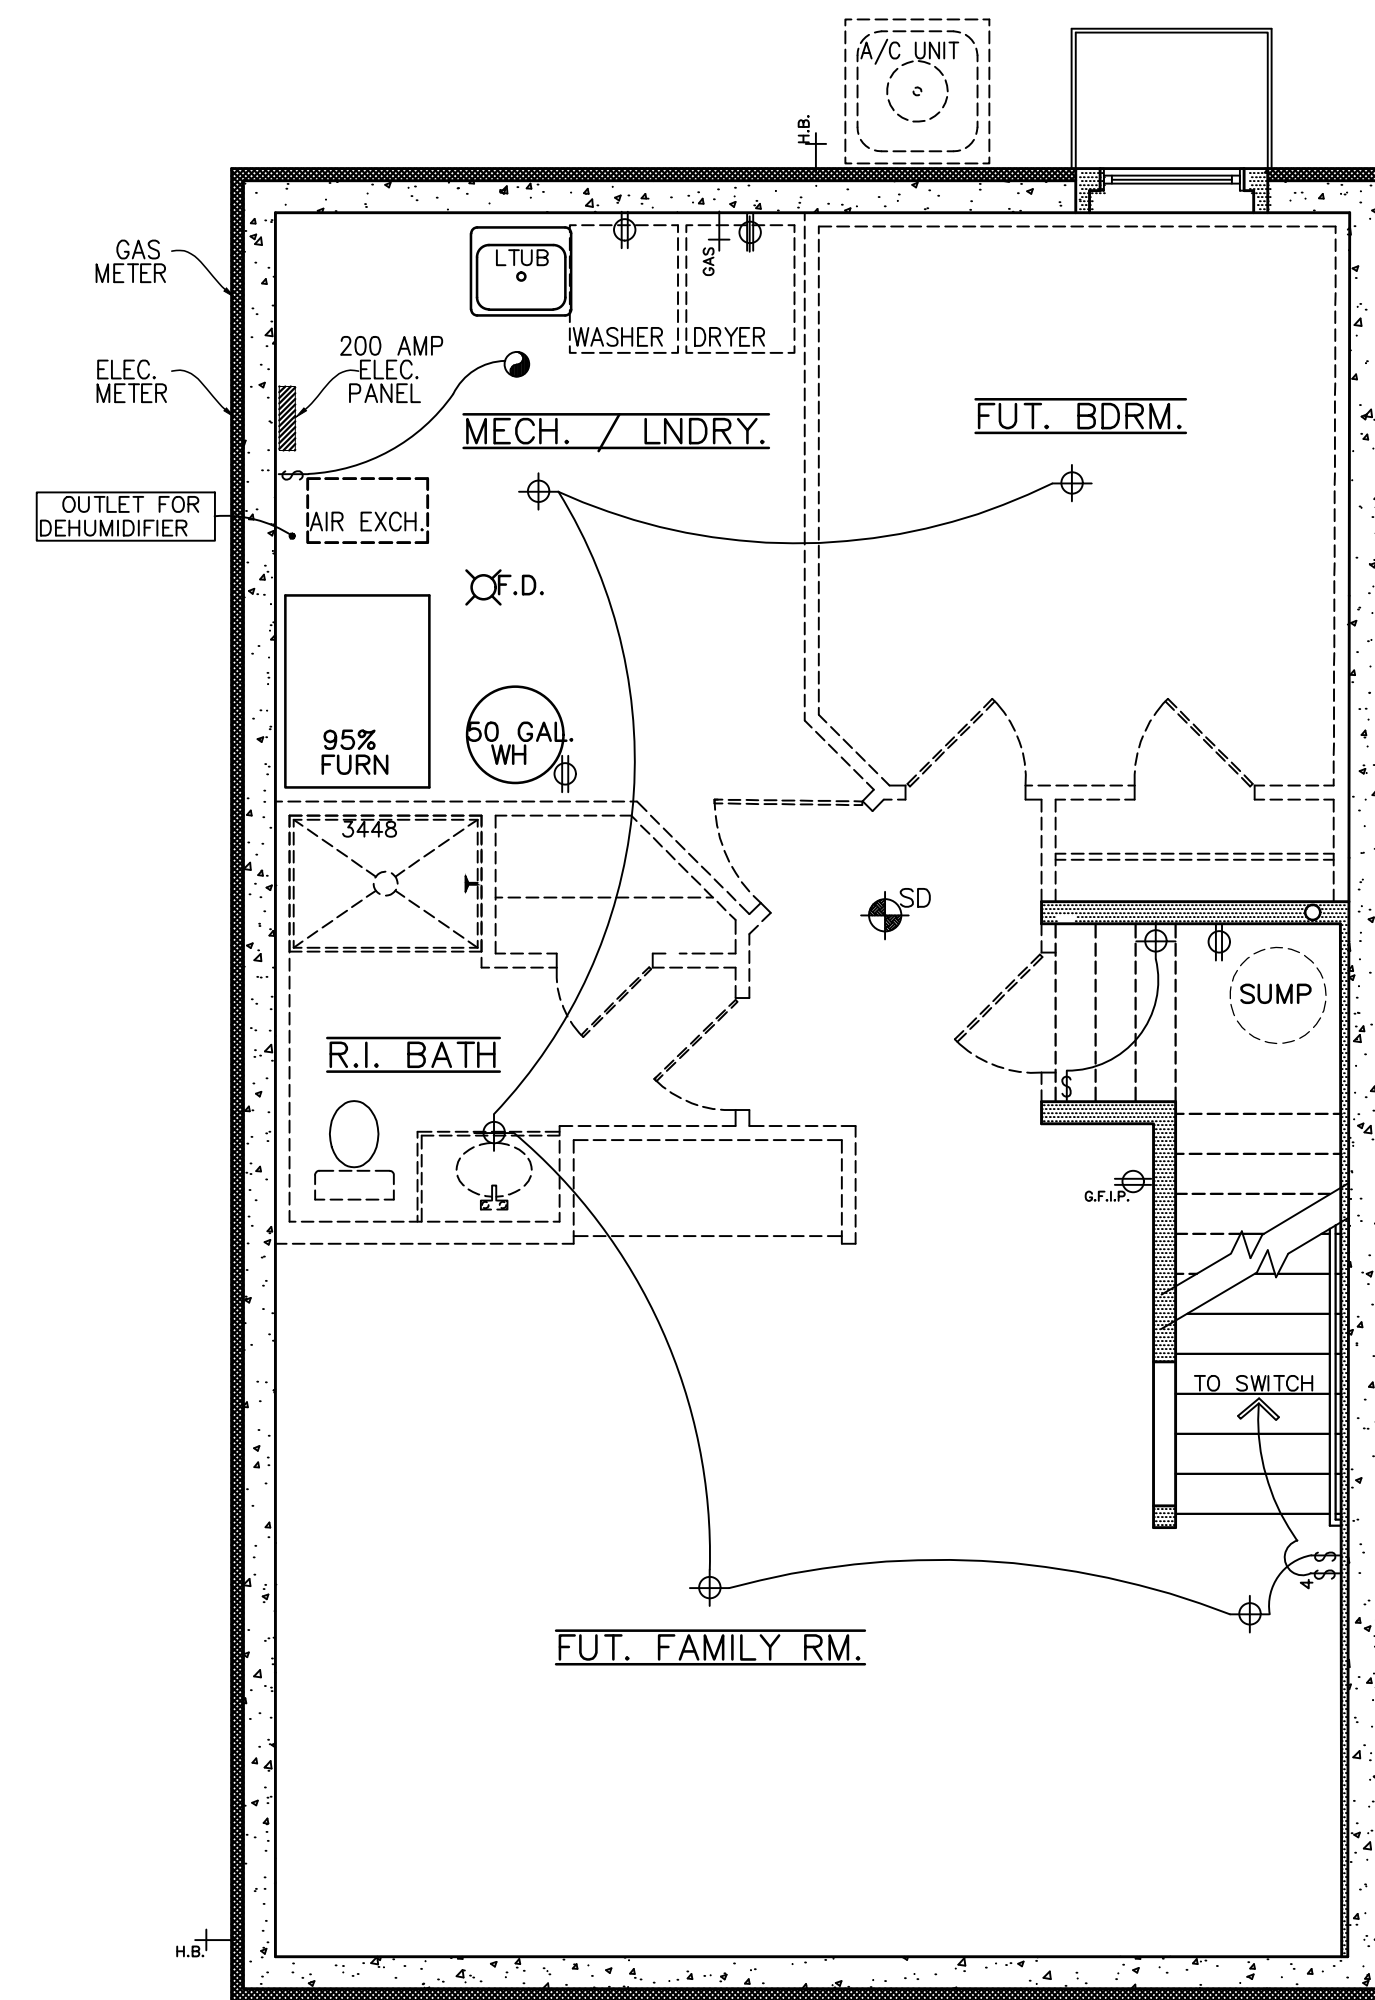 A/C UNIT
H.B.
GAS
METER
LTUB
GAS
WASHER
DRYER
200 AMP
ELEC.
PANEL
ELEC.
METER
MECH. / LNDRY.
FUT. BDRM.
S
OUTLET FOR
DEHUMIDIFIER
AIR EXCH.
F.D.
50 GAL.
WH
95%
FURN
3448
SD
SUMP
R.I. BATH
S
G.F.I.P.
TO SWITCH
S
S
4
FUT. FAMILY RM.
H.B.